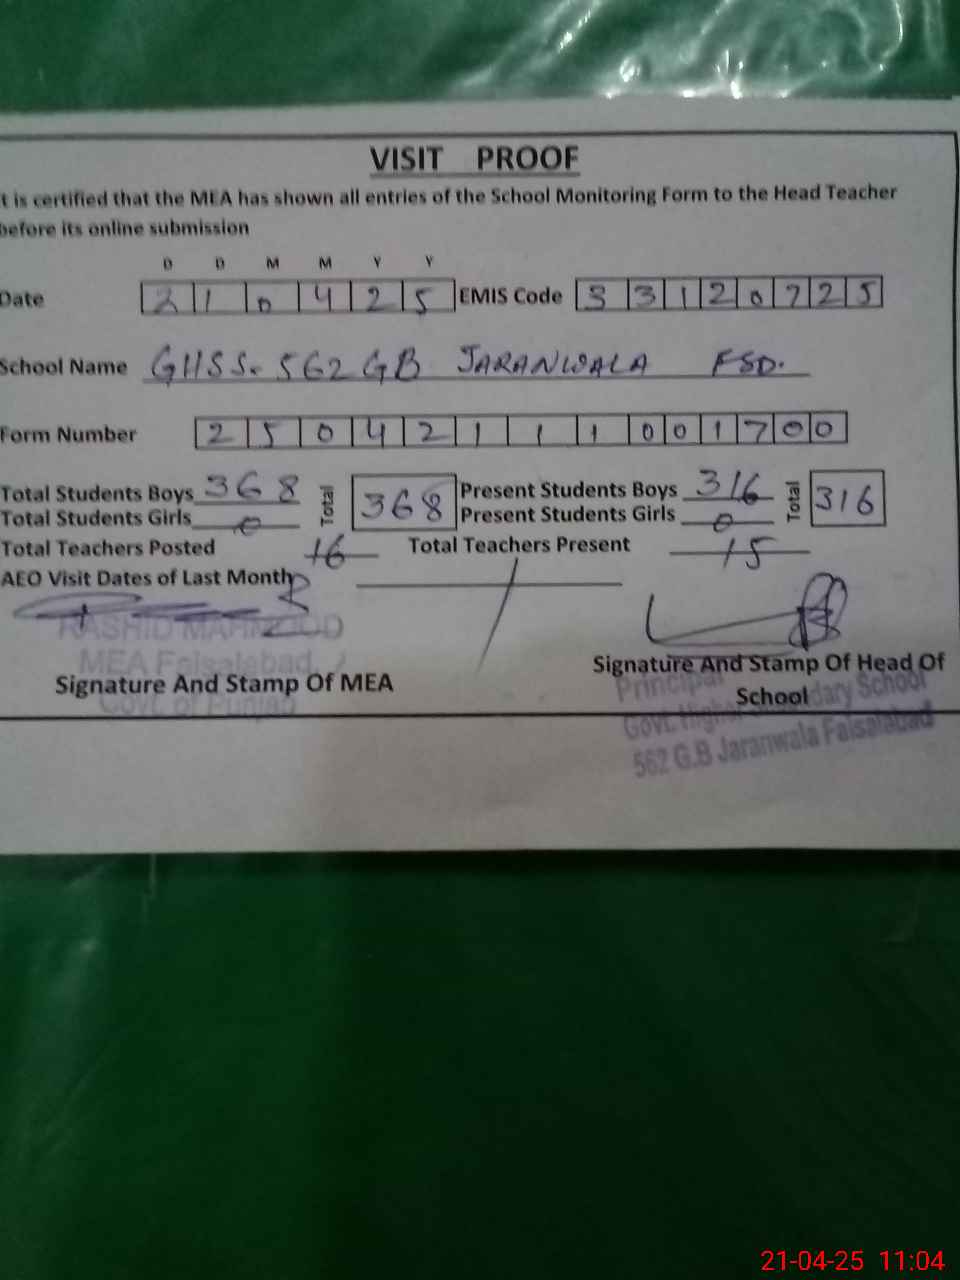 VISIT PROOF
t is certified that the MEA has shown all entries of the School Monitoring Form to the Head Teacher
before its online submission
D D M M Y Y
Date 2 1 0 4 2 5 EMIS Code 3 3 1 2 0 7 2 5
School Name GHSS. 562 GB JARANWALA FSD.
Form Number 2 5 0 4 2 1 1 1 0 0 1 7 0 0
Total Students Boys 368 Total 368 Present Students Boys 316 Total 316
Total Students Girls 0 Present Students Girls 0
Total Teachers Posted 16 Total Teachers Present 15
AEO Visit Dates of Last Month
RASHID MAHMOOD
MEA Faisalabad.
Govt. of Punjab
Signature And Stamp Of MEA
Signature And Stamp Of Head Of
School
Principal
Govt. Higher Secondary School
562 G.B Jaranwala Faisalabad
21-04-25 11:04